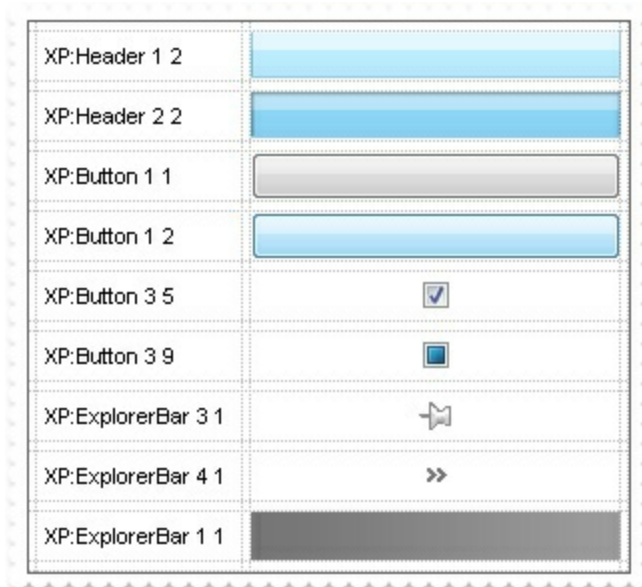 XP:Header 1 2
XP:Header 2 2
XP:Button 1 1
XP:Button 1 2
XP:Button 3 5
XP:Button 3 9
XP:ExplorerBar 3 1
XP:ExplorerBar 4 1
XP:ExplorerBar 1 1